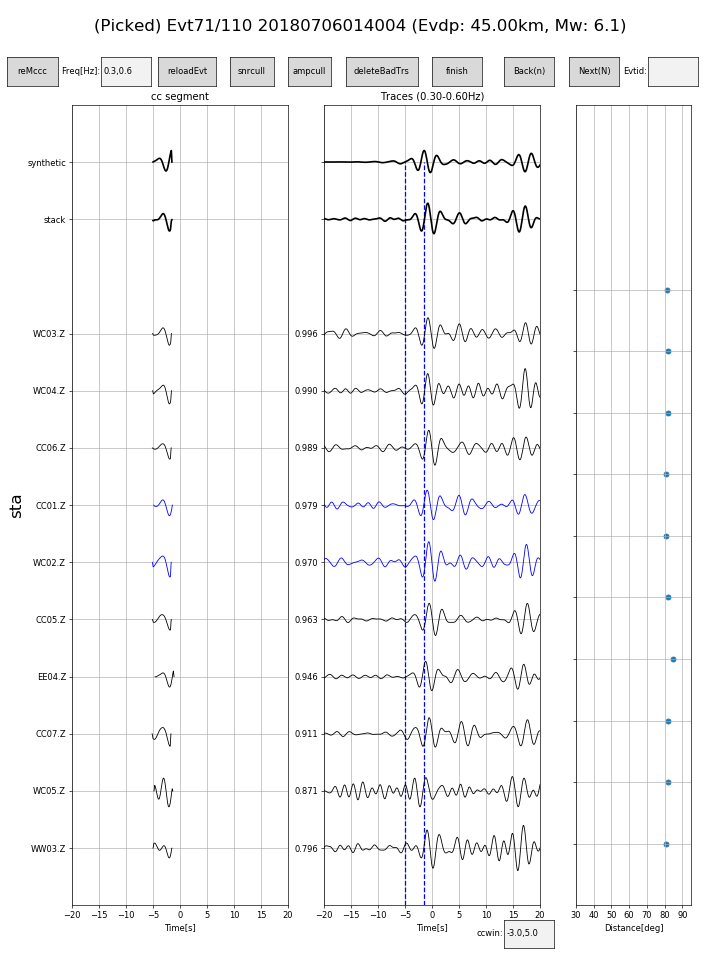 (Picked) Evt71/110 20180706014004 (Evdp: 45.00km, Mw: 6.1)
reMccc Freq[Hz]: 0.3,0.6 reloadEvt snrcull ampcull deleteBadTrs finish Back(n) Next(N) Evtid:
cc segment Traces (0.30-0.60Hz)
synthetic
stack
WC03.Z 0.996
WC04.Z 0.990
CC06.Z 0.989
CC01.Z 0.979
sta
WC02.Z 0.970
CC05.Z 0.963
EE04.Z 0.946
CC07.Z 0.911
WC05.Z 0.871
WW03.Z 0.796
−20 −15 −10 −5 0 5 10 15 20 −20 −15 −10 −5 0 5 10 15 20 30 40 50 60 70 80 90
Time[s] Time[s] Distance[deg]
ccwin: -3.0,5.0